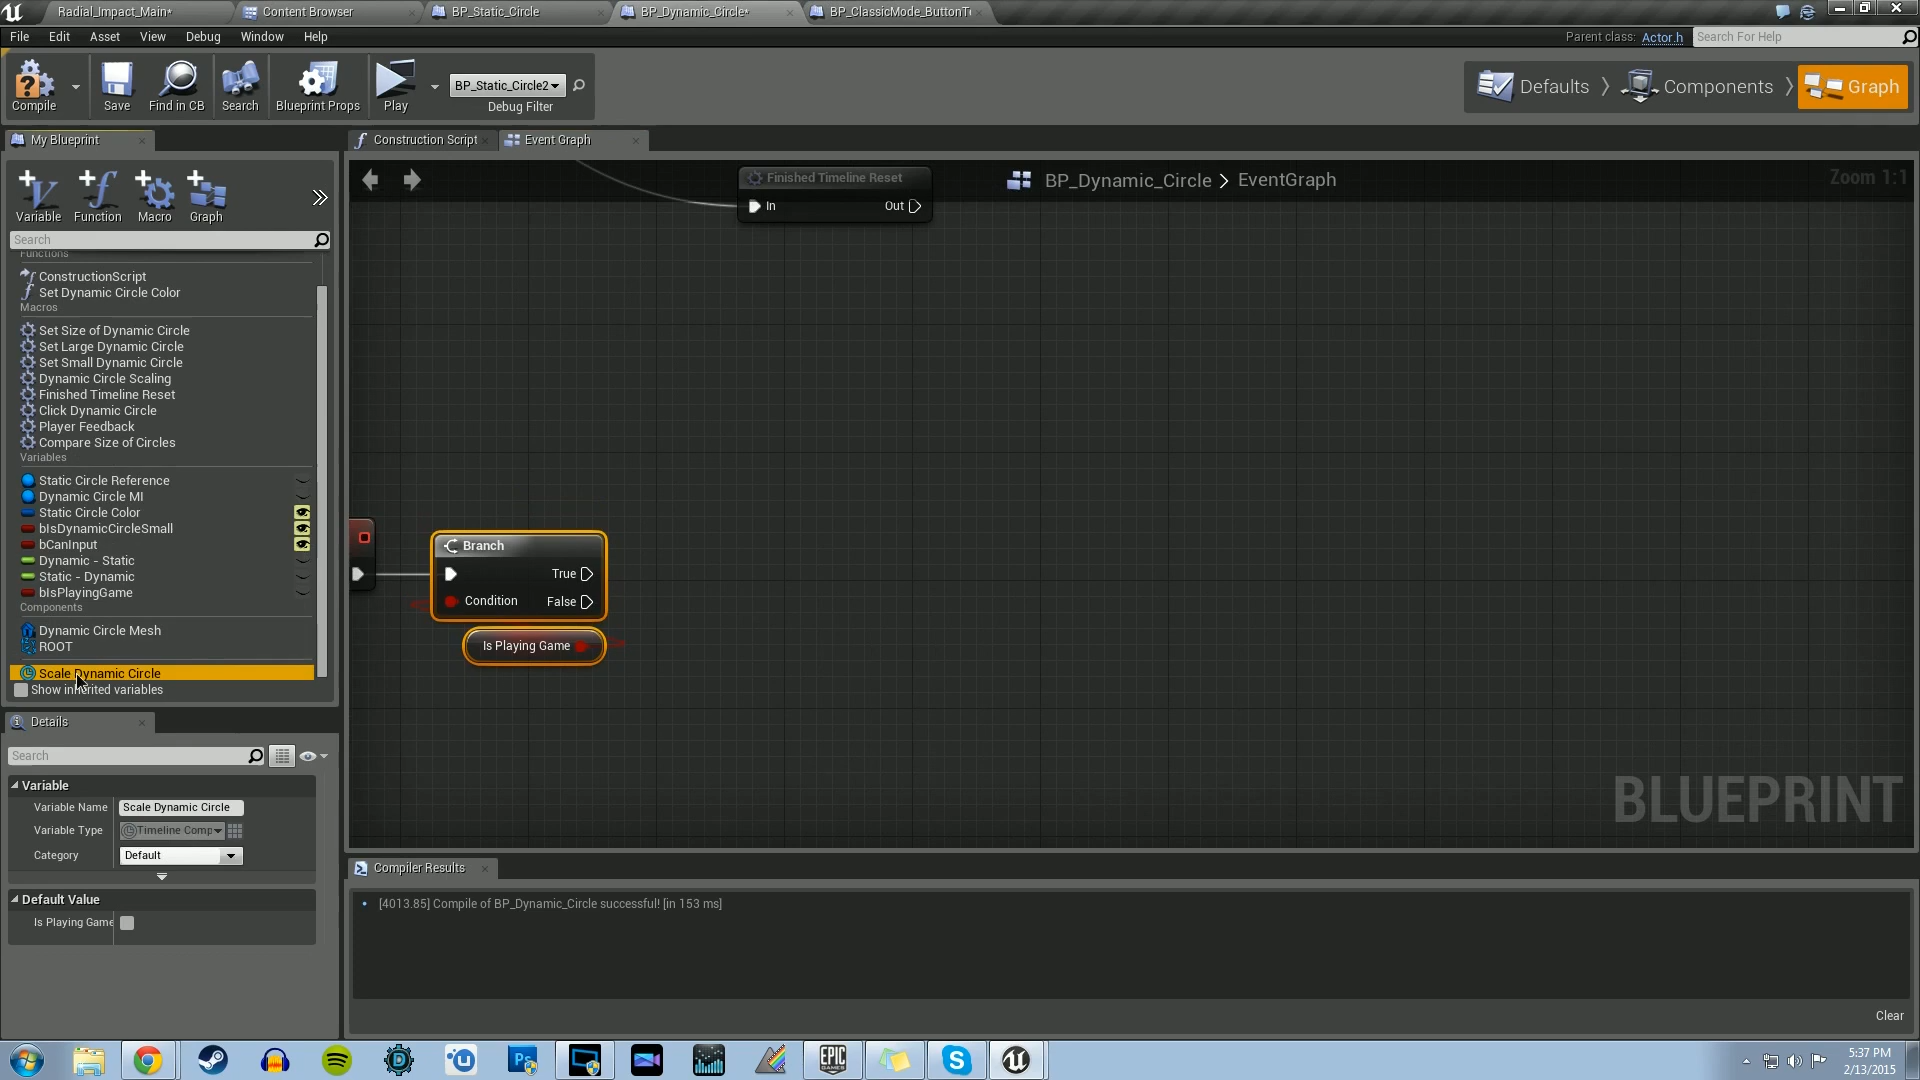 Radial_Impact_Main*
Content Browser
BP_Static_Circle
BP_Dynamic_Circle*
BP_ClassicMode_ButtonT
File Edit Asset View Debug Window Help
Parent class: Actor.h
Search For Help
Compile
Save
Find in CB
Search
Blueprint Props
Play
BP_Static_Circle2
Debug Filter
Defaults
Components
Graph
My Blueprint
Construction Script
Event Graph
Variable
Function
Macro
Graph
Search
Functions
ConstructionScript
Set Dynamic Circle Color
Macros
Set Size of Dynamic Circle
Set Large Dynamic Circle
Set Small Dynamic Circle
Dynamic Circle Scaling
Finished Timeline Reset
Click Dynamic Circle
Player Feedback
Compare Size of Circles
Variables
Static Circle Reference
Dynamic Circle MI
Static Circle Color
bIsDynamicCircleSmall
bCanInput
Dynamic - Static
Static - Dynamic
bIsPlayingGame
Components
Dynamic Circle Mesh
ROOT
Scale Dynamic Circle
Show inherited variables
Details
Search
Variable
Variable Name Scale Dynamic Circle
Variable Type Timeline Comp
Category Default
Default Value
Is Playing Game
BP_Dynamic_Circle > EventGraph
Zoom 1:1
Finished Timeline Reset
In Out
Branch
True
Condition False
Is Playing Game
BLUEPRINT
Compiler Results
[4013.85] Compile of BP_Dynamic_Circle successful! [in 153 ms]
Clear
Ps
EPIC
GAMES
5:37 PM
2/13/2015